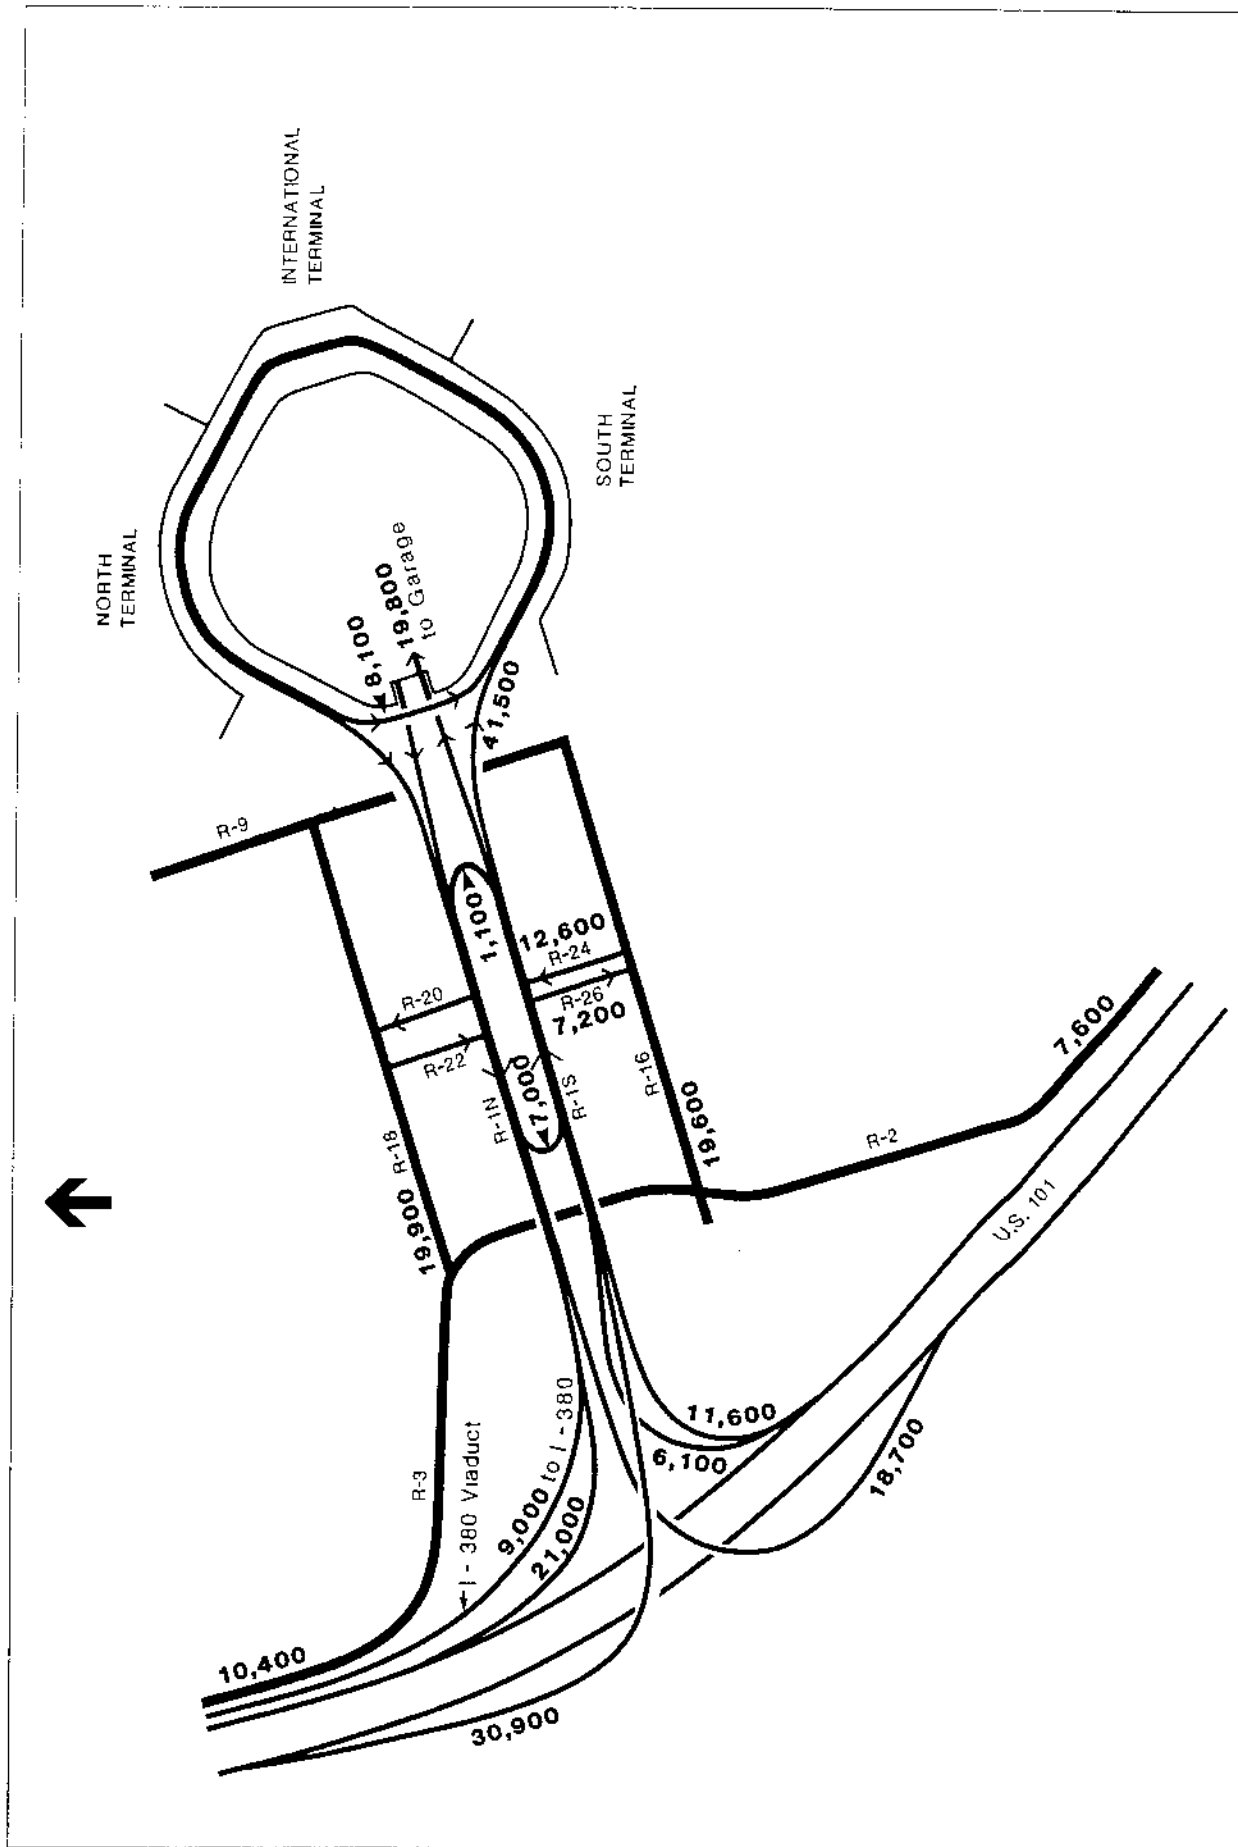 INTERNATIONAL
TERMINAL
NORTH
TERMINAL
SOUTH
TERMINAL
8,100
19,800
to Garage
41,500
R-9
1,100
12,600
R-24
R-20
R-26
7,200
R-22
7,000
R-1N
R-1S
R-16
19,600
R-18
19,900
7,600
R-2
U.S. 101
R-3
I-380 Viaduct
9,000 to I-380
21,000
11,600
6,100
18,700
10,400
30,900